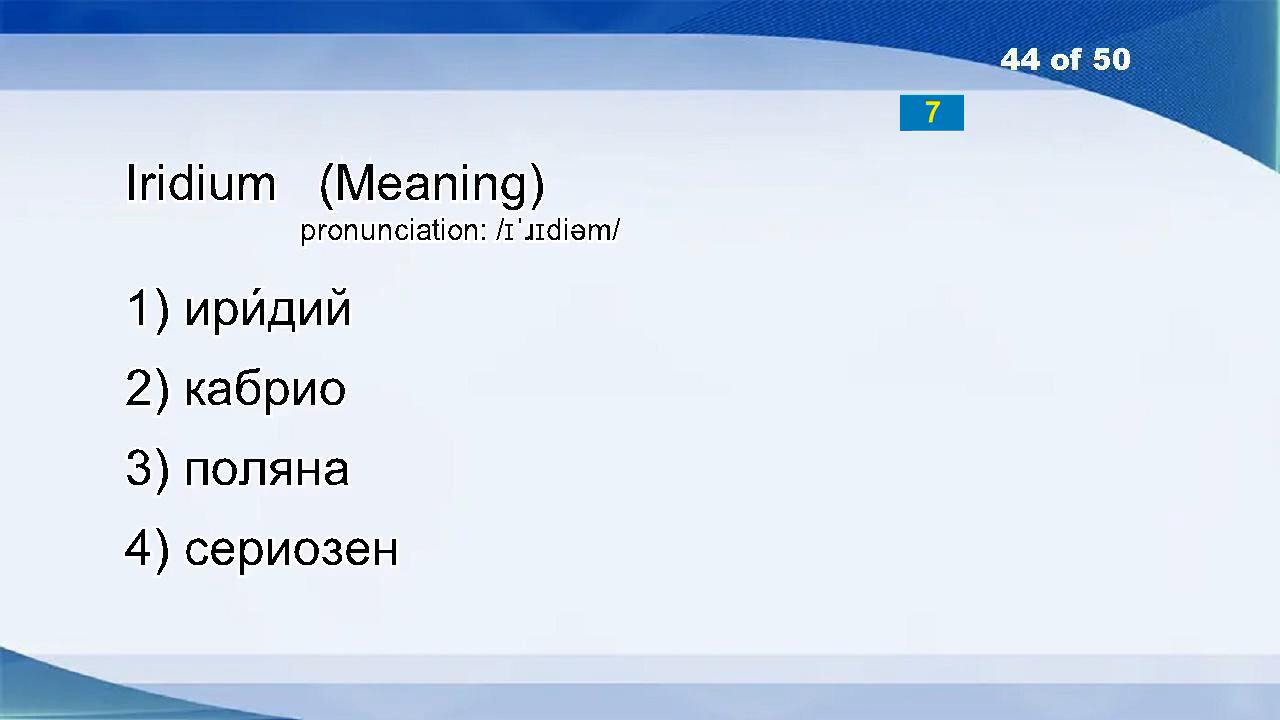 44 of 50
7
Iridium (Meaning)
pronunciation: /ɪˈɹɪdiəm/
1) ири́дий
2) кабрио
3) поляна
4) сериозен